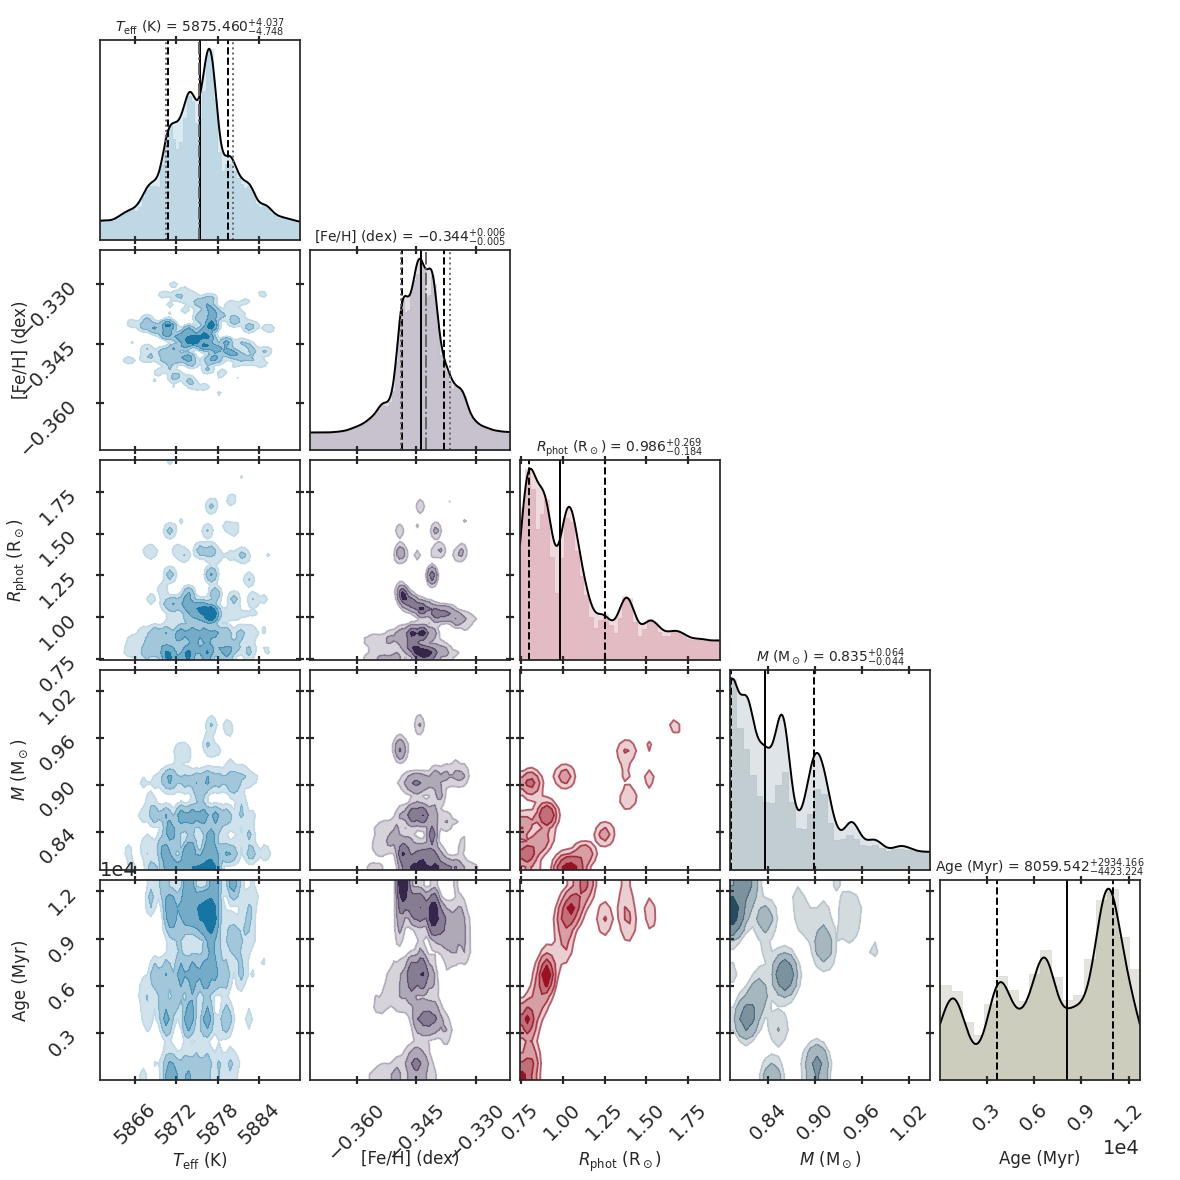 T_eff (K) = 5875.460^{+4.037}_{−4.748}
[Fe/H] (dex) = −0.344^{+0.006}_{−0.005}
−0.330
−0.345
−0.360
[Fe/H] (dex)
R_phot (R_⊙) = 0.986^{+0.269}_{−0.184}
1.75
1.50
1.25
1.00
0.75
R_phot (R_⊙)
M (M_⊙) = 0.835^{+0.064}_{−0.044}
1.02
0.96
0.90
0.84
M (M_⊙)
1e4
Age (Myr) = 8059.542^{+2934.166}_{−4423.224}
1.2
0.9
0.6
0.3
Age (Myr)
5866 5872 5878 5884
T_eff (K)
−0.360 −0.345 −0.330
[Fe/H] (dex)
0.75 1.00 1.25 1.50 1.75
R_phot (R_⊙)
0.84 0.90 0.96 1.02
M (M_⊙)
0.3 0.6 0.9 1.2
1e4
Age (Myr)